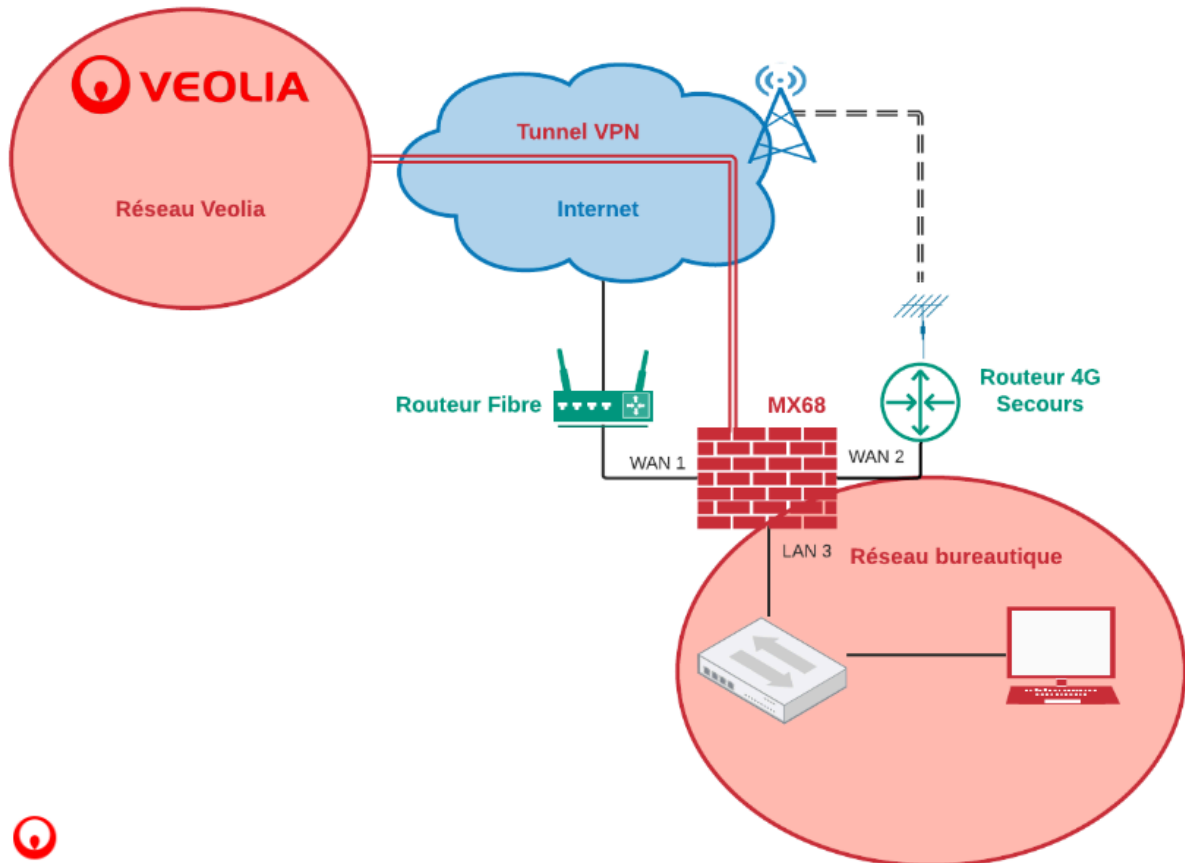 VEOLIA
Réseau Veolia
Tunnel VPN
Internet
Routeur Fibre
MX68
Routeur 4G
Secours
WAN 1
WAN 2
LAN 3
Réseau bureautique